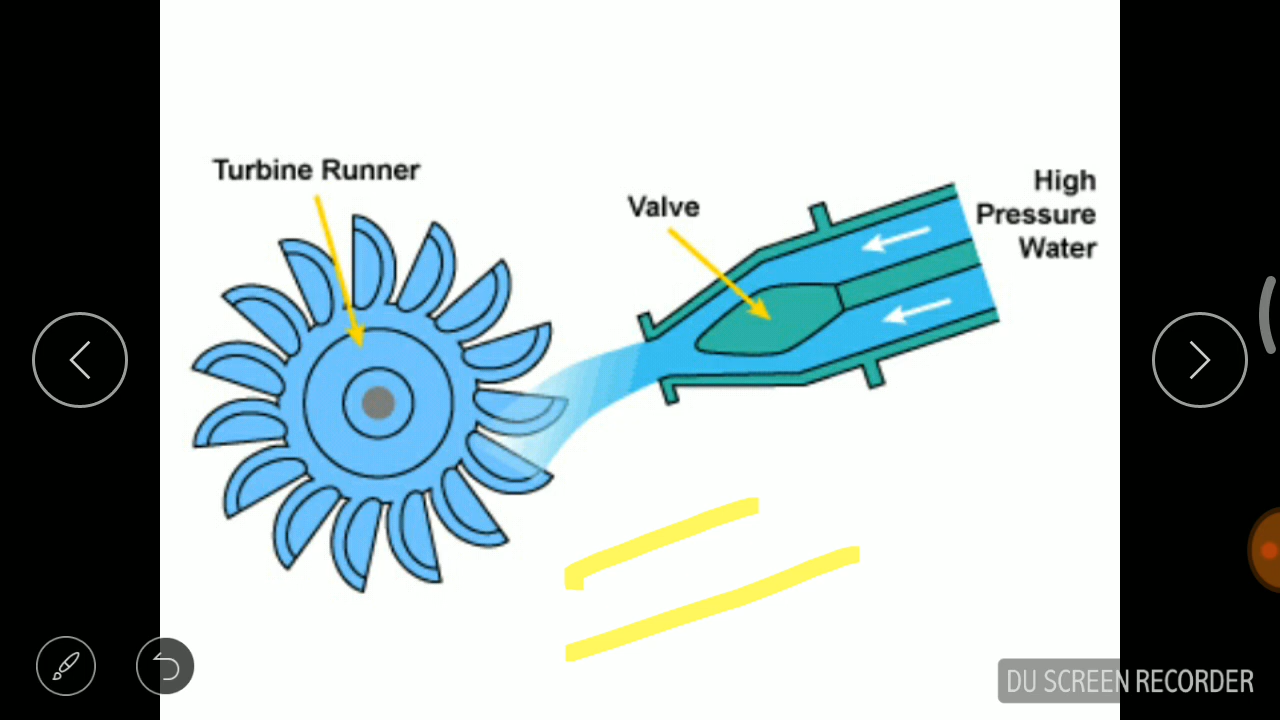 Turbine Runner
Valve
High
Pressure
Water
DU SCREEN RECORDER